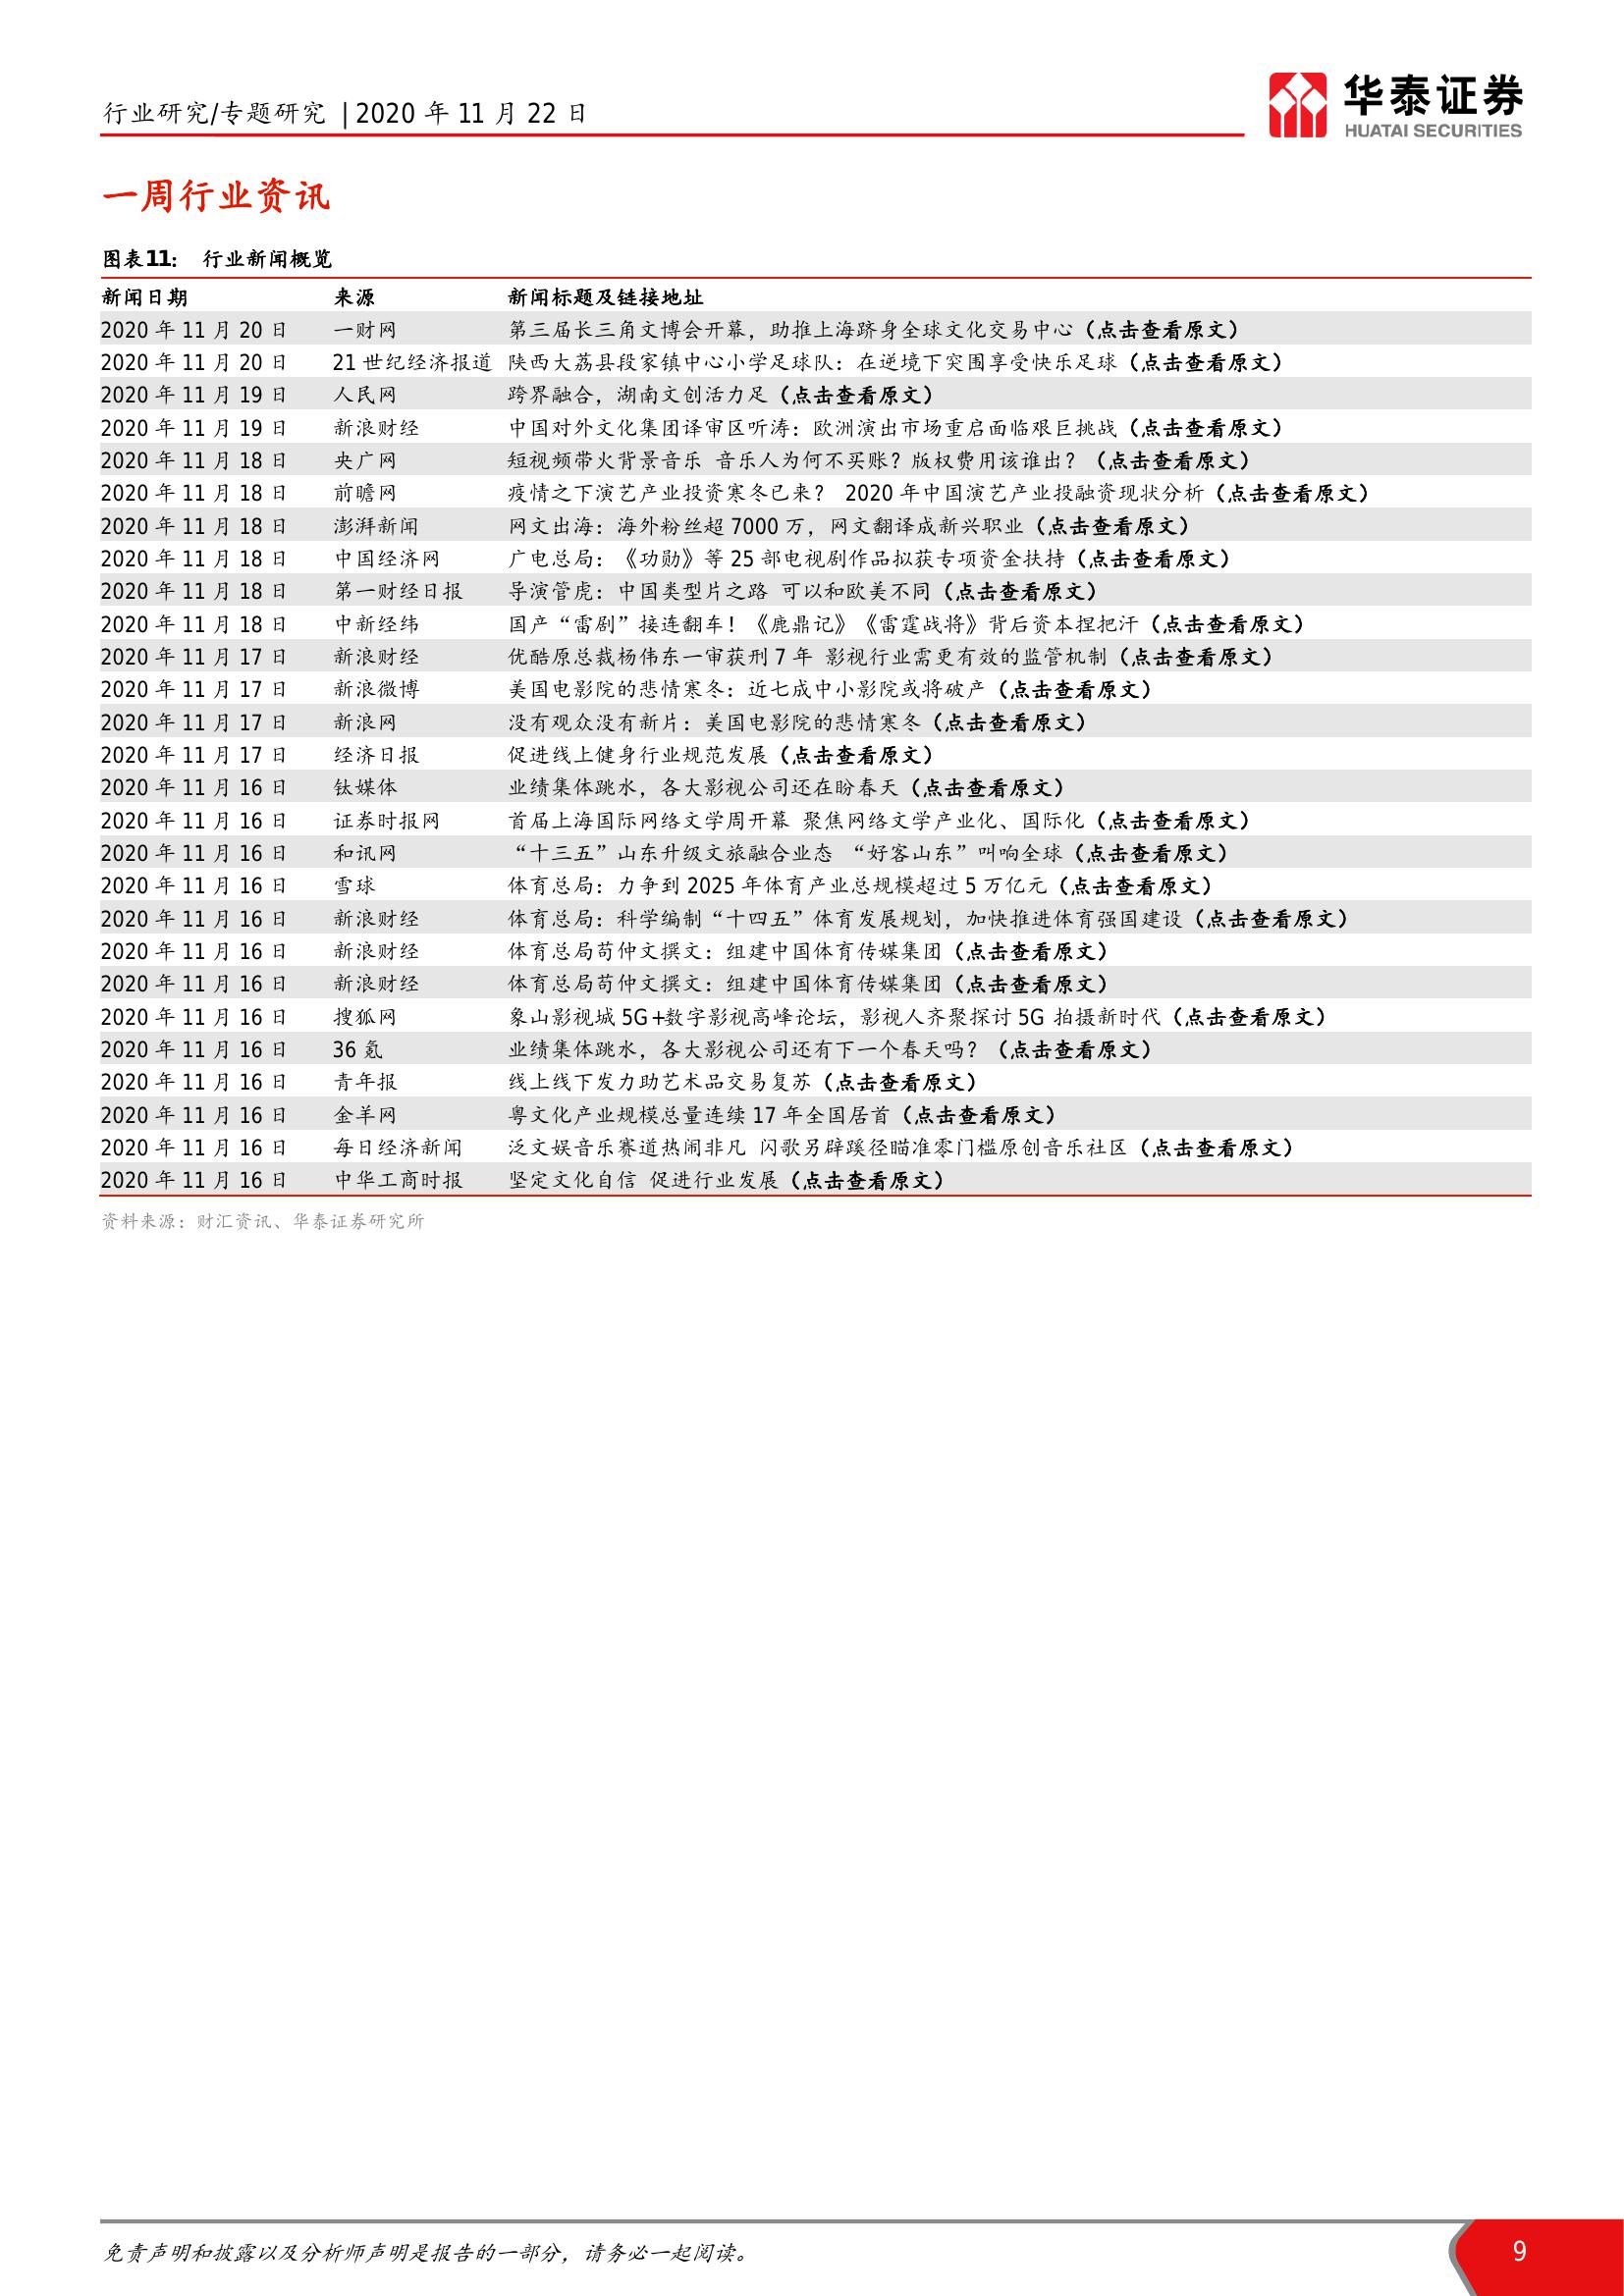 行业研究/专题研究 | 2020 年 11 月 22 日
华泰证券
HUATAI SECURITIES
一周行业资讯
图表11： 行业新闻概览
新闻日期 来源 新闻标题及链接地址
2020 年 11 月 20 日 一财网 第三届长三角文博会开幕，助推上海跻身全球文化交易中心（点击查看原文）
2020 年 11 月 20 日 21 世纪经济报道 陕西大荔县段家镇中心小学足球队：在逆境下突围享受快乐足球（点击查看原文）
2020 年 11 月 19 日 人民网 跨界融合，湖南文创活力足（点击查看原文）
2020 年 11 月 19 日 新浪财经 中国对外文化集团译审区听涛：欧洲演出市场重启面临艰巨挑战（点击查看原文）
2020 年 11 月 18 日 央广网 短视频带火背景音乐 音乐人为何不买账？版权费用该谁出？（点击查看原文）
2020 年 11 月 18 日 前瞻网 疫情之下演艺产业投资寒冬已来？ 2020 年中国演艺产业投融资现状分析（点击查看原文）
2020 年 11 月 18 日 澎湃新闻 网文出海：海外粉丝超 7000 万，网文翻译成新兴职业（点击查看原文）
2020 年 11 月 18 日 中国经济网 广电总局：《功勋》等 25 部电视剧作品拟获专项资金扶持（点击查看原文）
2020 年 11 月 18 日 第一财经日报 导演管虎：中国类型片之路 可以和欧美不同（点击查看原文）
2020 年 11 月 18 日 中新经纬 国产“雷剧”接连翻车！《鹿鼎记》《雷霆战将》背后资本捏把汗（点击查看原文）
2020 年 11 月 17 日 新浪财经 优酷原总裁杨伟东一审获刑 7 年 影视行业需更有效的监管机制（点击查看原文）
2020 年 11 月 17 日 新浪微博 美国电影院的悲情寒冬：近七成中小影院或将破产（点击查看原文）
2020 年 11 月 17 日 新浪网 没有观众没有新片：美国电影院的悲情寒冬（点击查看原文）
2020 年 11 月 17 日 经济日报 促进线上健身行业规范发展（点击查看原文）
2020 年 11 月 16 日 钛媒体 业绩集体跳水，各大影视公司还在盼春天（点击查看原文）
2020 年 11 月 16 日 证券时报网 首届上海国际网络文学周开幕 聚焦网络文学产业化、国际化（点击查看原文）
2020 年 11 月 16 日 和讯网 “十三五”山东升级文旅融合业态 “好客山东”叫响全球（点击查看原文）
2020 年 11 月 16 日 雪球 体育总局：力争到 2025 年体育产业总规模超过 5 万亿元（点击查看原文）
2020 年 11 月 16 日 新浪财经 体育总局：科学编制“十四五”体育发展规划，加快推进体育强国建设（点击查看原文）
2020 年 11 月 16 日 新浪财经 体育总局苟仲文撰文：组建中国体育传媒集团（点击查看原文）
2020 年 11 月 16 日 新浪财经 体育总局苟仲文撰文：组建中国体育传媒集团（点击查看原文）
2020 年 11 月 16 日 搜狐网 象山影视城 5G+数字影视高峰论坛，影视人齐聚探讨 5G 拍摄新时代（点击查看原文）
2020 年 11 月 16 日 36 氪 业绩集体跳水，各大影视公司还有下一个春天吗？（点击查看原文）
2020 年 11 月 16 日 青年报 线上线下发力助艺术品交易复苏（点击查看原文）
2020 年 11 月 16 日 金羊网 粤文化产业规模总量连续 17 年全国居首（点击查看原文）
2020 年 11 月 16 日 每日经济新闻 泛文娱音乐赛道热闹非凡 闪歌另辟蹊径瞄准零门槛原创音乐社区（点击查看原文）
2020 年 11 月 16 日 中华工商时报 坚定文化自信 促进行业发展（点击查看原文）
资料来源：财汇资讯、华泰证券研究所
免责声明和披露以及分析师声明是报告的一部分，请务必一起阅读。
9